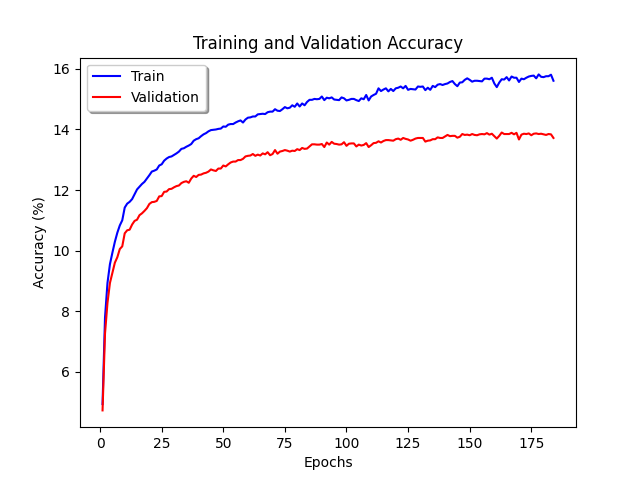 Training and Validation Accuracy
Train
Validation
16
14
12
10
8
6
Accuracy (%)
0 25 50 75 100 125 150 175
Epochs